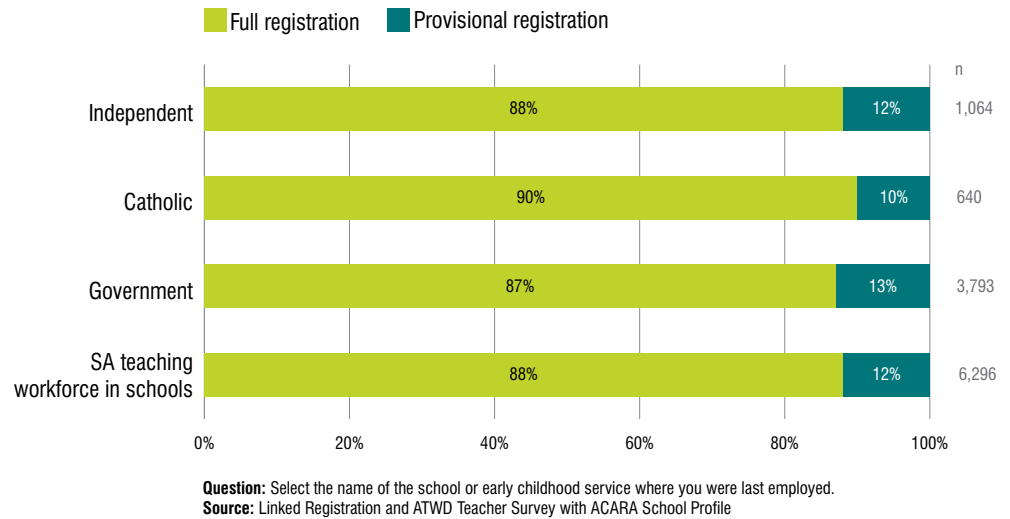 Full registration Provisional registration
n
Independent 88% 12% 1,064
Catholic 90% 10% 640
Government 87% 13% 3,793
SA teaching
workforce in schools 88% 12% 6,296
0% 20% 40% 60% 80% 100%
Question: Select the name of the school or early childhood service where you were last employed.
Source: Linked Registration and ATWD Teacher Survey with ACARA School Profile